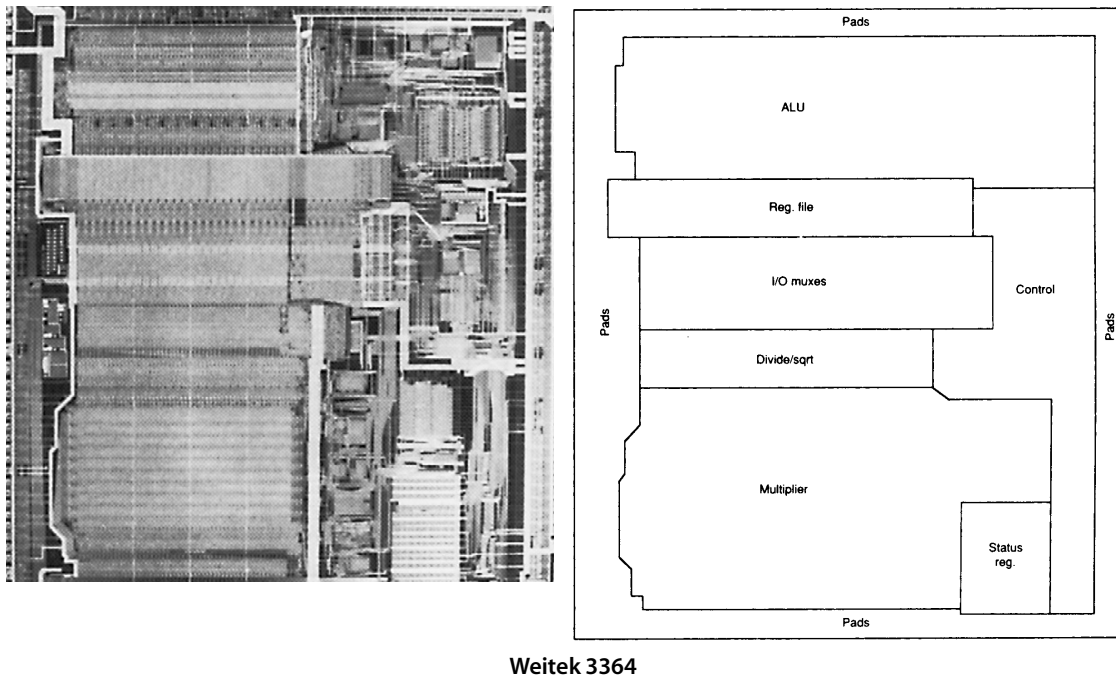 Pads
ALU
Reg. file
I/O muxes
Control
Pads
Pads
Divide/sqrt
Multiplier
Status
reg.
Pads
Weitek 3364